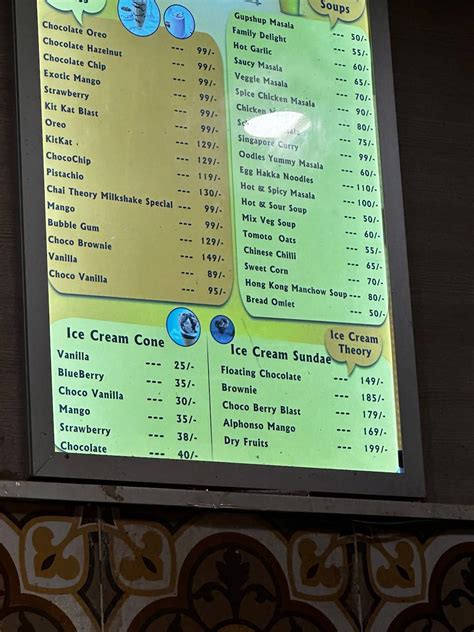 Soups
Chocolate Oreo --- 99/-
Chocolate Hazelnut --- 99/-
Chocolate Chip --- 99/-
Exotic Mango --- 99/-
Strawberry --- 99/-
Kit Kat Blast --- 99/-
Oreo --- 129/-
KitKat --- 129/-
ChocoChip --- 119/-
Pistachio --- 130/-
Chai Theory Milkshake Special --- 99/-
Mango --- 99/-
Bubble Gum --- 129/-
Choco Brownie --- 149/-
Vanilla --- 89/-
Choco Vanilla --- 95/-
Gupshup Masala --- 50/-
Family Delight --- 55/-
Hot Garlic --- 60/-
Saucy Masala --- 65/-
Veggie Masala --- 70/-
Spice Chicken Masala --- 90/-
Chicken --- 80/-
--- 75/-
Singapore Curry --- 99/-
Oodles Yummy Masala --- 60/-
Egg Hakka Noodles --- 110/-
Hot & Spicy Masala --- 100/-
Hot & Sour Soup --- 50/-
Mix Veg Soup --- 60/-
Tomoto Oats --- 55/-
Chinese Chilli --- 65/-
Sweet Corn --- 70/-
Hong Kong Manchow Soup --- 80/-
Bread Omlet --- 50/-
Ice Cream Cone
Vanilla --- 25/-
BlueBerry --- 35/-
Choco Vanilla --- 30/-
Mango --- 35/-
Strawberry --- 38/-
Chocolate --- 40/-
Ice Cream Sundae
Ice Cream
Theory
Floating Chocolate --- 149/-
Brownie --- 185/-
Choco Berry Blast --- 179/-
Alphonso Mango --- 169/-
Dry Fruits --- 199/-